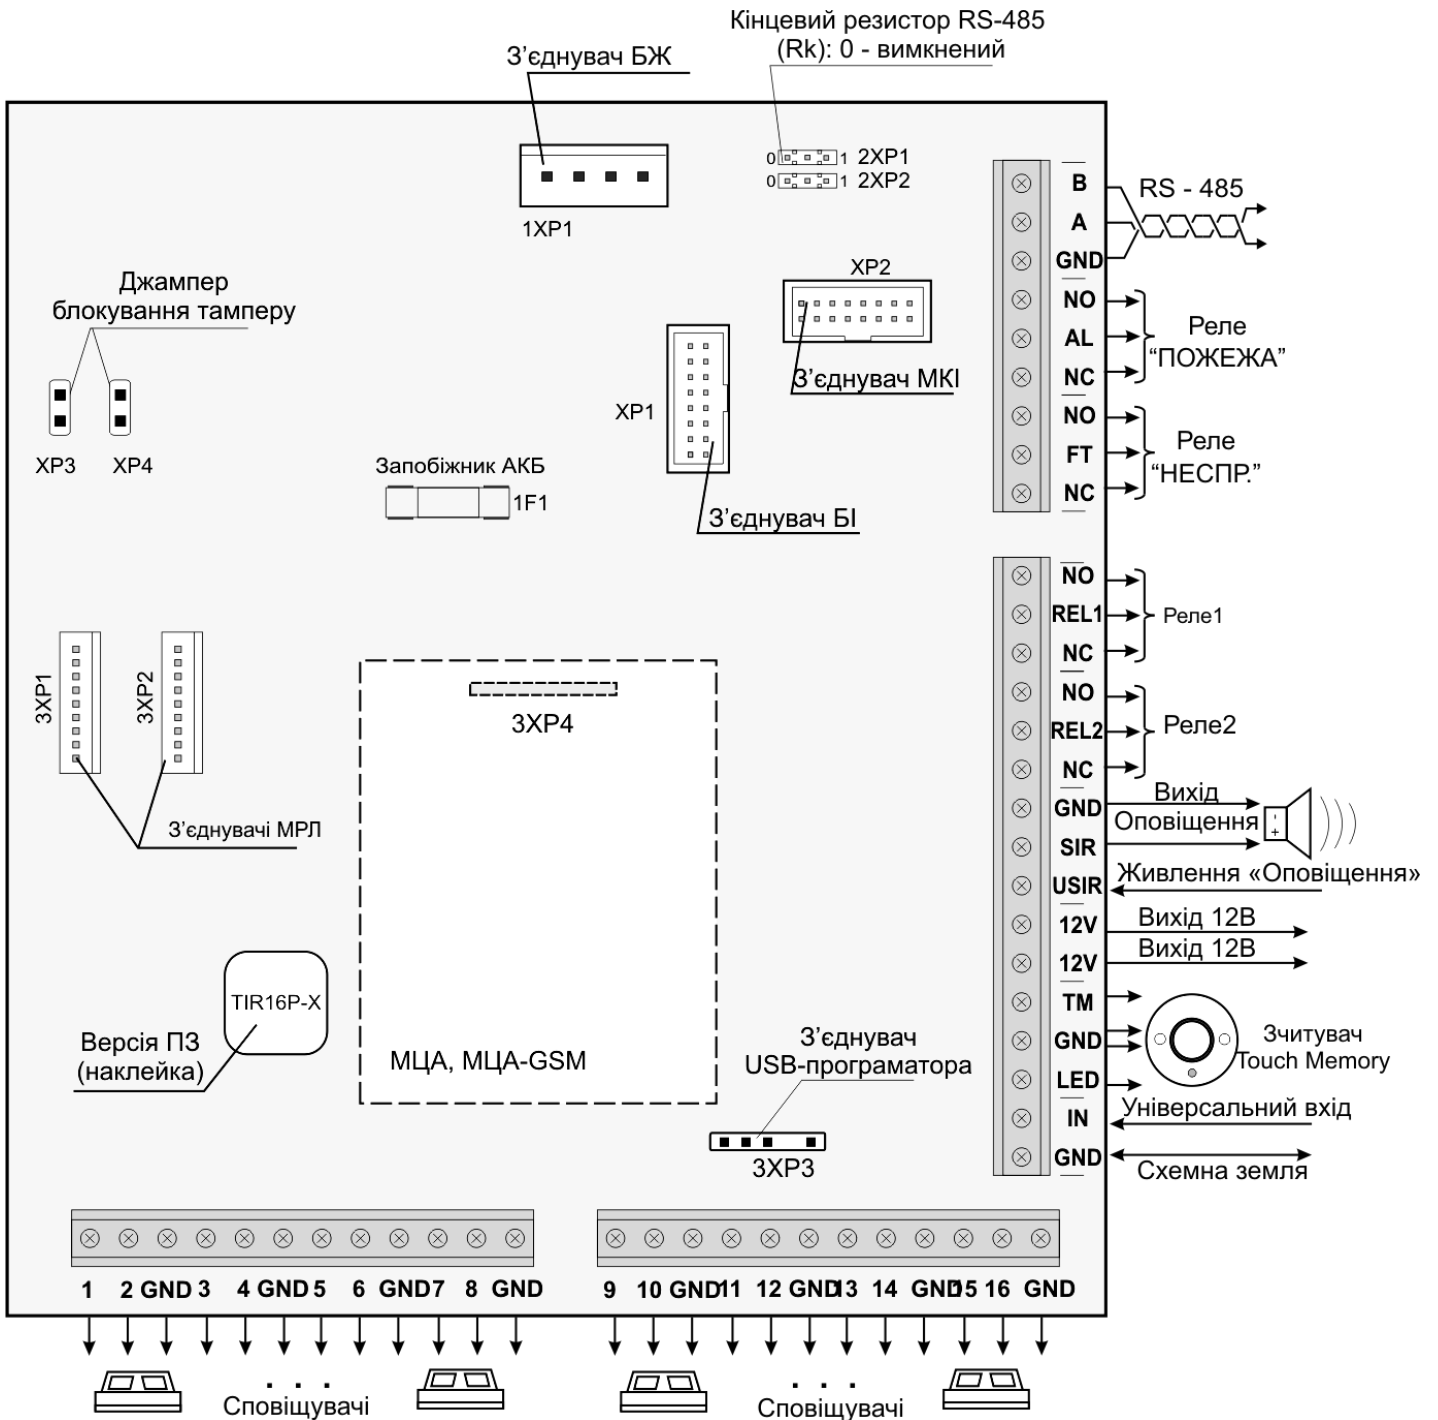 Кінцевий резистор RS-485
(Rk): 0 - вимкнений
З’єднувач БЖ
0 1 2XP1
0 1 2XP2
1XP1
B
RS - 485
A
GND
XP2
З’єднувач МКІ
Джампер
блокування тамперу
XP3
XP4
NO
AL
NC
Реле
“ПОЖЕЖА”
XP1
З’єднувач БІ
NO
FT
NC
Реле
“НЕСПР.”
Запобіжник АКБ
1F1
NO
REL1
NC
Реле1
3XP1
3XP2
З’єднувачі МРЛ
3XP4
NO
REL2
NC
Реле2
GND
SIR
Вихід
Оповіщення
-
+
USIR
Живлення «Оповіщення»
12V
Вихід 12В
12V
Вихід 12В
TIR16P-X
Версія ПЗ
(наклейка)
МЦА, МЦА-GSM
З’єднувач
USB-програматора
3XP3
TM
GND
LED
Зчитувач
Touch Memory
IN
Універсальний вхід
GND
Схемна земля
1 2 GND 3 4 GND 5 6 GND 7 8 GND
9 10 GND 11 12 GND 13 14 GND 15 16 GND
. . .
Сповіщувачі
. . .
Сповіщувачі